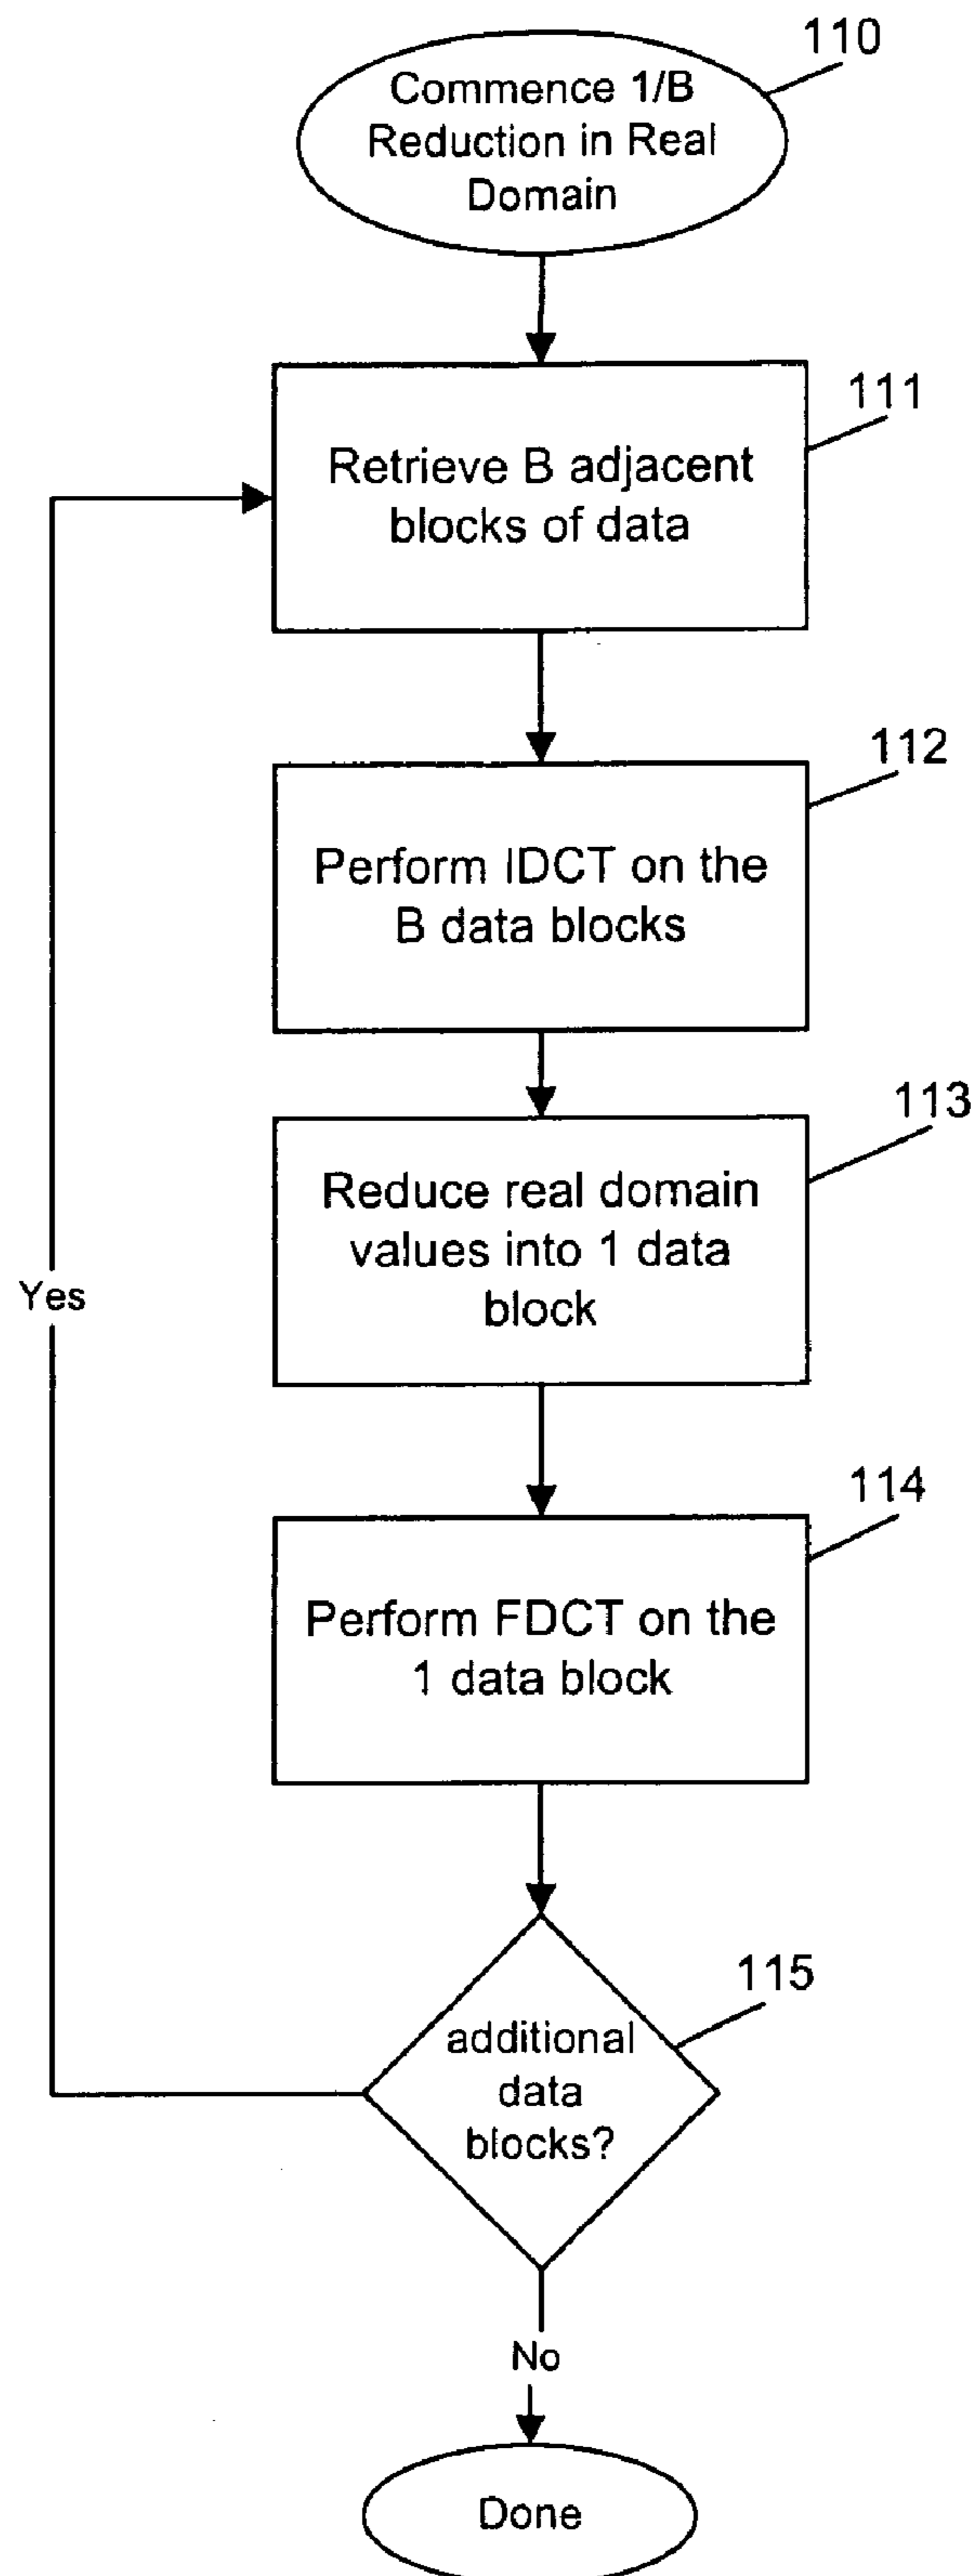 110
Commence 1/B
Reduction in Real
Domain
111
Retrieve B adjacent
blocks of data
112
Perform IDCT on the
B data blocks
113
Reduce real domain
values into 1 data
block
Yes
114
Perform FDCT on the
1 data block
115
additional
data
blocks?
No
Done